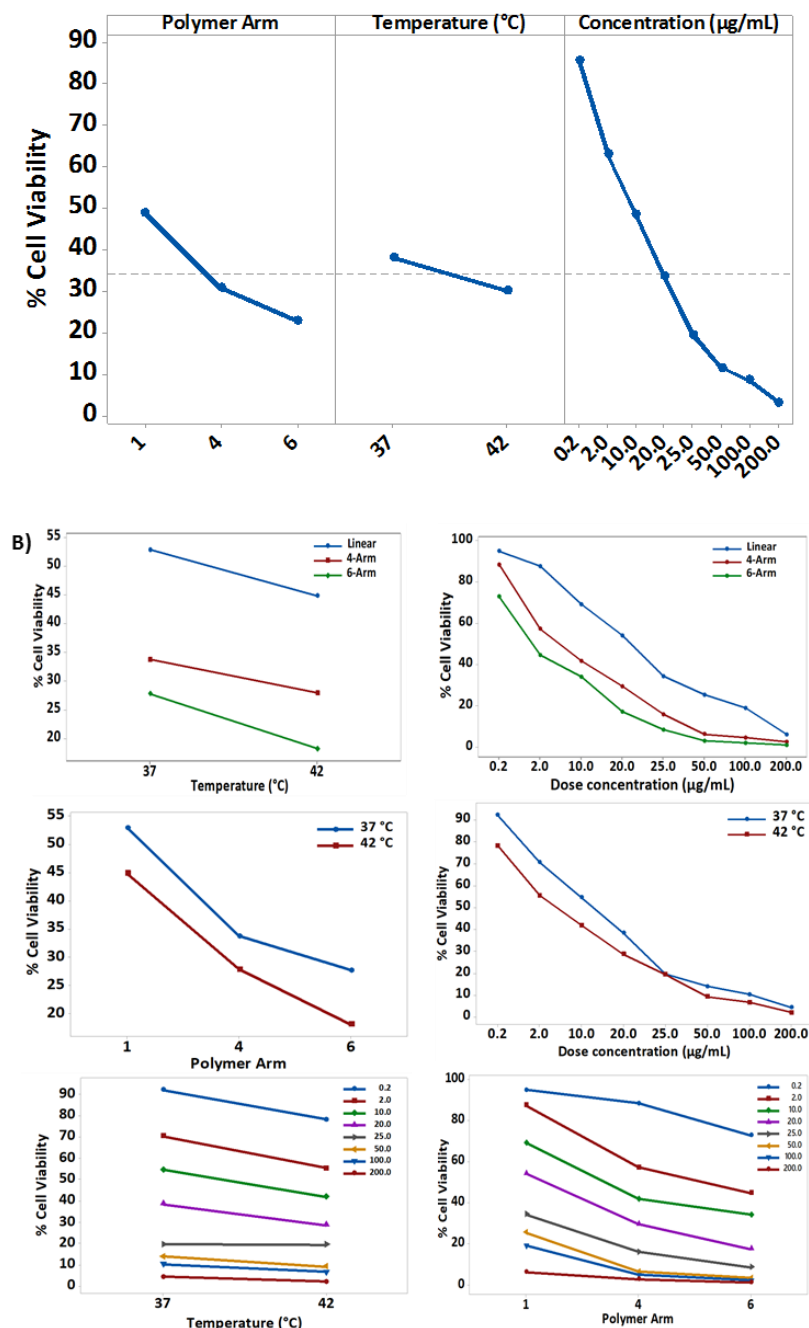 Polymer Arm Temperature (°C) Concentration (µg/mL)
% Cell Viability
90
80
70
60
50
40
30
20
10
0
1 4 6 37 42 0.2 2.0 10.0 20.0 25.0 50.0 100.0 200.0
B)
% Cell Viability
55
50
45
40
35
30
25
20
Linear
4-Arm
6-Arm
37 42
Temperature (°C)
% Cell Viability
100
80
60
40
20
0
Linear
4-Arm
6-Arm
0.2 2.0 10.0 20.0 25.0 50.0 100.0 200.0
Dose concentration (µg/mL)
% Cell Viability
55
50
45
40
35
30
25
20
37 °C
42 °C
1 4 6
Polymer Arm
% Cell Viability
90
80
70
60
50
40
30
20
10
0
37 °C
42 °C
0.2 2.0 10.0 20.0 25.0 50.0 100.0 200.0
Dose concentration (µg/mL)
% Cell Viability
90
80
70
60
50
40
30
20
10
0
0.2
2.0
10.0
20.0
25.0
50.0
100.0
200.0
37 42
Temperature (°C)
% Cell Viability
100
80
60
40
20
0
0.2
2.0
10.0
20.0
25.0
50.0
100.0
200.0
1 4 6
Polymer Arm